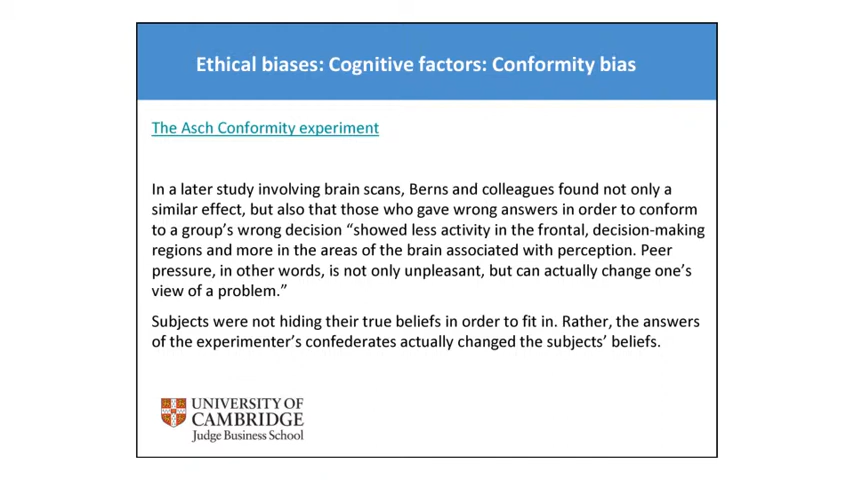 Ethical biases: Cognitive factors: Conformity bias
The Asch Conformity experiment
In a later study involving brain scans, Berns and colleagues found not only a
similar effect, but also that those who gave wrong answers in order to conform
to a group’s wrong decision “showed less activity in the frontal, decision-making
regions and more in the areas of the brain associated with perception. Peer
pressure, in other words, is not only unpleasant, but can actually change one’s
view of a problem.”
Subjects were not hiding their true beliefs in order to fit in. Rather, the answers
of the experimenter’s confederates actually changed the subjects’ beliefs.
UNIVERSITY OF
CAMBRIDGE
Judge Business School